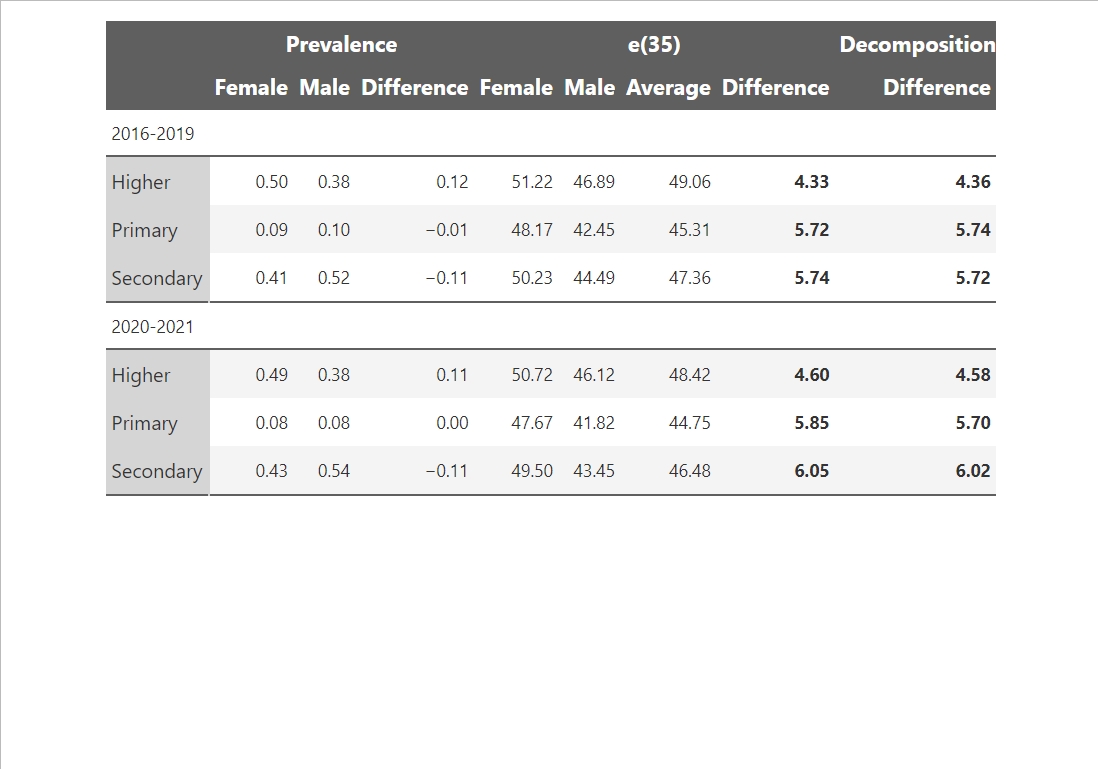 Prevalence e(35) Decomposition
Female Male Difference Female Male Average Difference Difference
2016-2019
Higher 0.50 0.38 0.12 51.22 46.89 49.06 4.33 4.36
Primary 0.09 0.10 −0.01 48.17 42.45 45.31 5.72 5.74
Secondary 0.41 0.52 −0.11 50.23 44.49 47.36 5.74 5.72
2020-2021
Higher 0.49 0.38 0.11 50.72 46.12 48.42 4.60 4.58
Primary 0.08 0.08 0.00 47.67 41.82 44.75 5.85 5.70
Secondary 0.43 0.54 −0.11 49.50 43.45 46.48 6.05 6.02